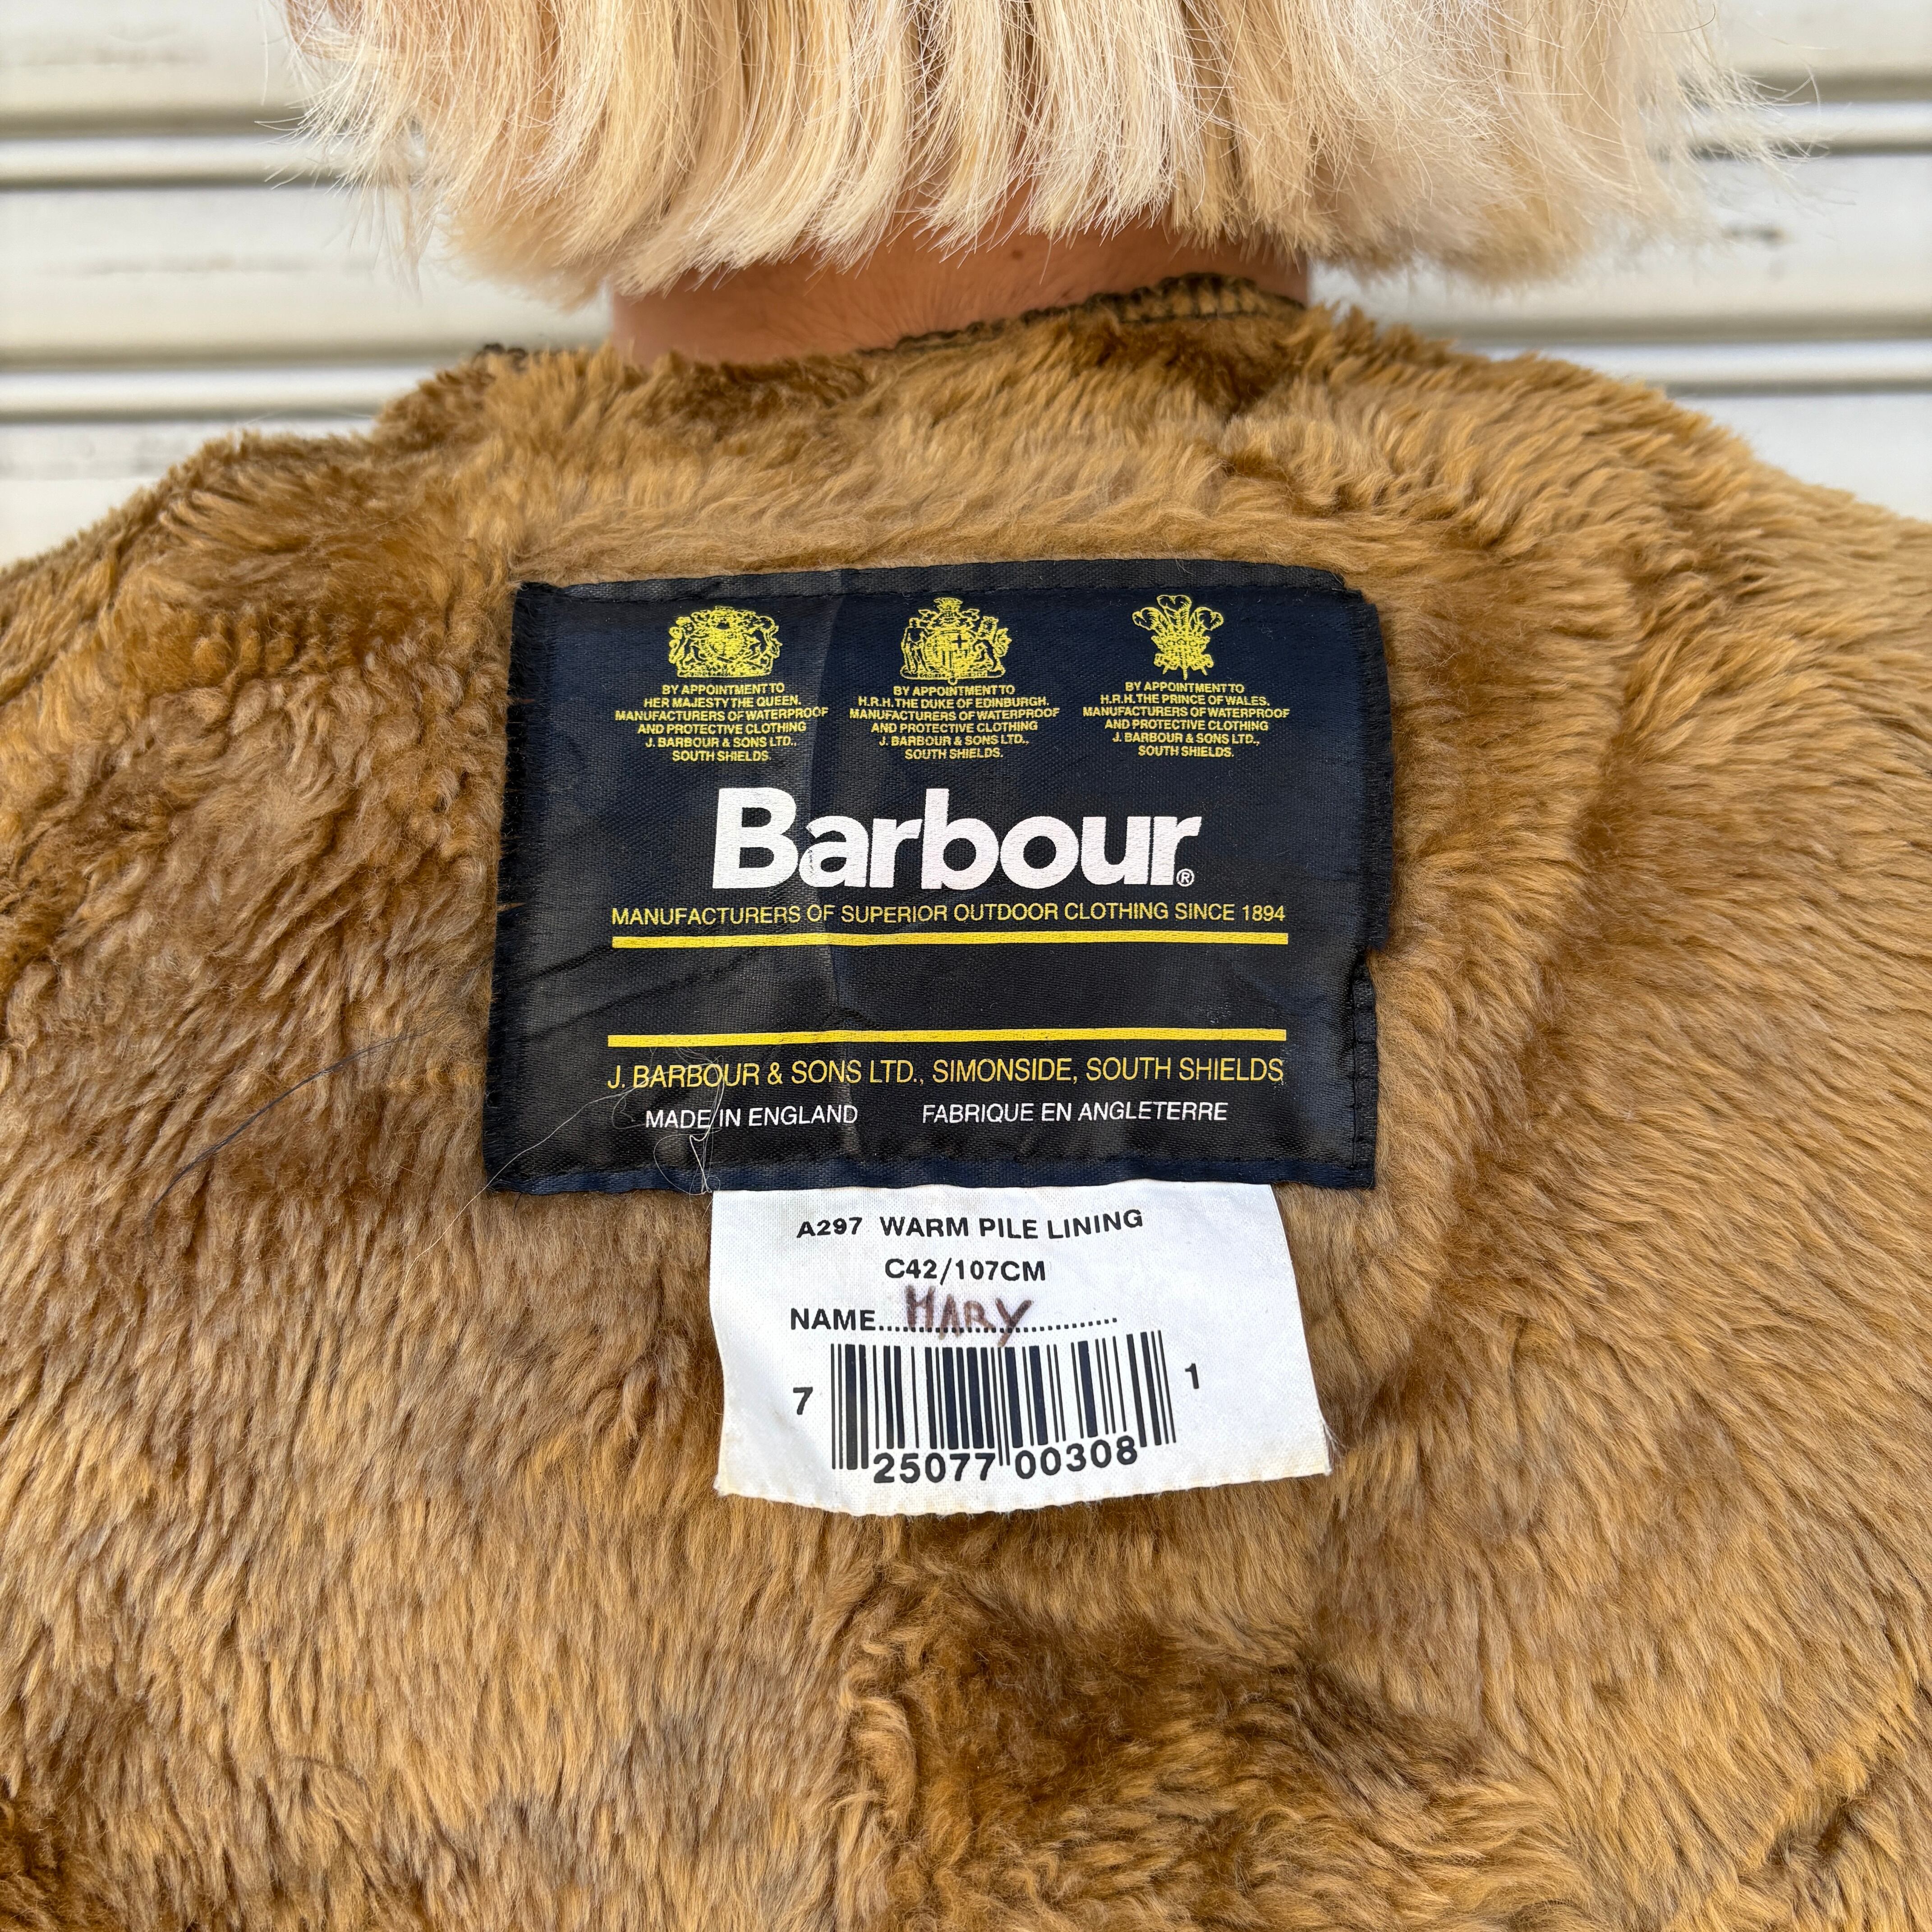 BY APPOINTMENT TO
HER MAJESTY THE QUEEN.
MANUFACTURERS OF WATERPROOF
AND PROTECTIVE CLOTHING
J. BARBOUR & SONS LTD.,
SOUTH SHIELDS.
BY APPOINTMENT TO
H.R.H. THE DUKE OF EDINBURGH.
MANUFACTURERS OF WATERPROOF
AND PROTECTIVE CLOTHING
J. BARBOUR & SONS LTD.,
SOUTH SHIELDS.
BY APPOINTMENT TO
H.R.H. THE PRINCE OF WALES.
MANUFACTURERS OF WATERPROOF
AND PROTECTIVE CLOTHING
J. BARBOUR & SONS LTD.,
SOUTH SHIELDS.
Barbour®
MANUFACTURERS OF SUPERIOR OUTDOOR CLOTHING SINCE 1894
J. BARBOUR & SONS LTD., SIMONSIDE, SOUTH SHIELDS
MADE IN ENGLAND FABRIQUE EN ANGLETERRE
A297 WARM PILE LINING
C42/107CM
NAME....MARY..........
7 25077 00308 1